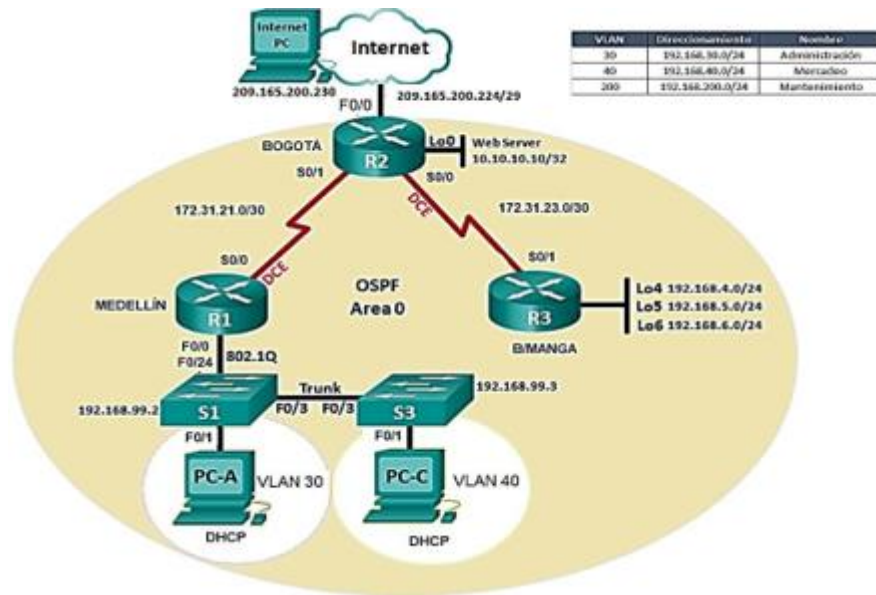 Internet
PC
Internet
209.165.200.230
F0/0
209.165.200.224/29
VLAN Direccionamiento Nombre
30 192.168.30.0/24 Administración
40 192.168.40.0/24 Mercadeo
200 192.168.200.0/24 Mantenimiento
BOGOTÁ
R2
Lo0
Web Server
10.10.10.10/32
S0/1
S0/0
DCE
172.31.21.0/30
172.31.23.0/30
S0/0
DCE
S0/1
MEDELLÍN
R1
OSPF
Area 0
R3
B/MANGA
Lo4 192.168.4.0/24
Lo5 192.168.5.0/24
Lo6 192.168.6.0/24
F0/0
F0/24
802.1Q
192.168.99.2
S1
Trunk
F0/3 F0/3
S3
192.168.99.3
F0/1
F0/1
PC-A
VLAN 30
DHCP
PC-C
VLAN 40
DHCP